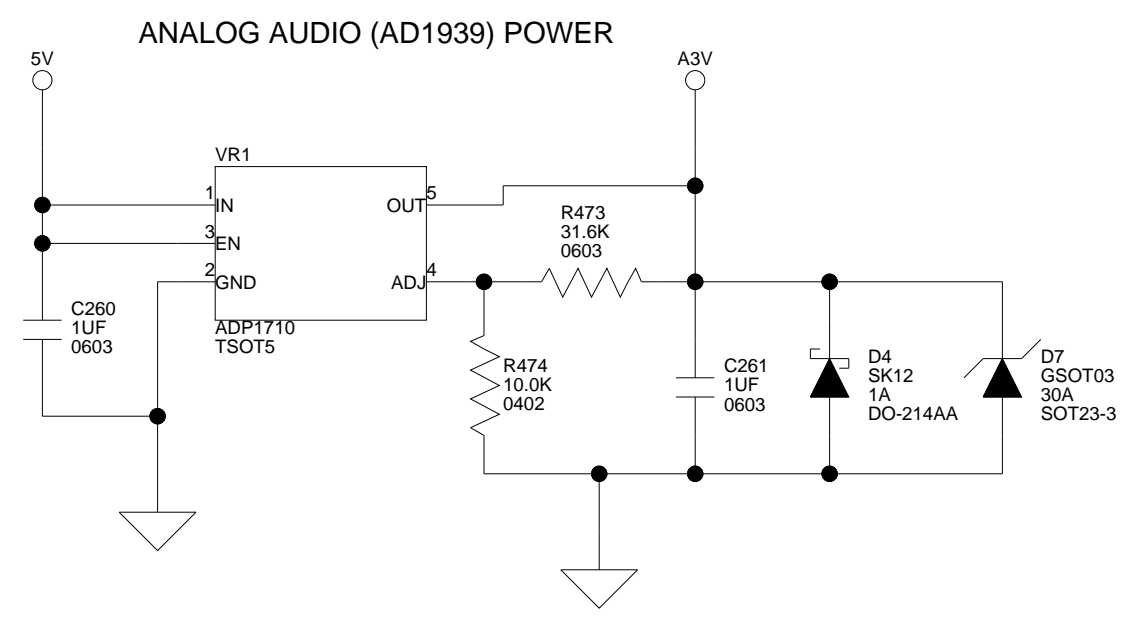 ANALOG AUDIO (AD1939) POWER
5V
A3V
VR1
1
IN
3
EN
2
GND
OUT
5
ADJ
4
ADP1710
TSOT5
C260
1UF
0603
R473
31.6K
0603
R474
10.0K
0402
C261
1UF
0603
D4
SK12
1A
DO-214AA
D7
GSOT03
30A
SOT23-3